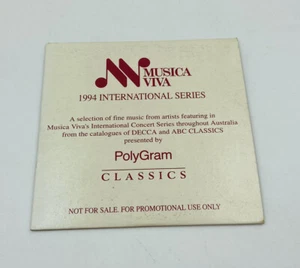 MUSICA
VIVA
1994 INTERNATIONAL SERIES
A selection of fine music from artists featuring in
Musica Viva's International Concert Series throughout Australia
from the catalogues of DECCA and ABC CLASSICS
presented by
PolyGram
CLASSICS
NOT FOR SALE. FOR PROMOTIONAL USE ONLY